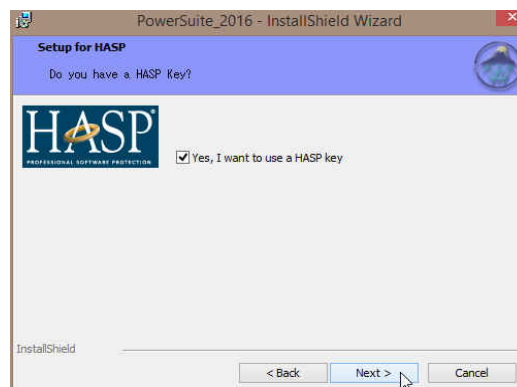 PowerSuite_2016 - InstallShield Wizard
Setup for HASP
Do you have a HASP Key?
HASP
PROFESSIONAL SOFTWARE PROTECTION
Yes, I want to use a HASP key
InstallShield
< Back Next > Cancel